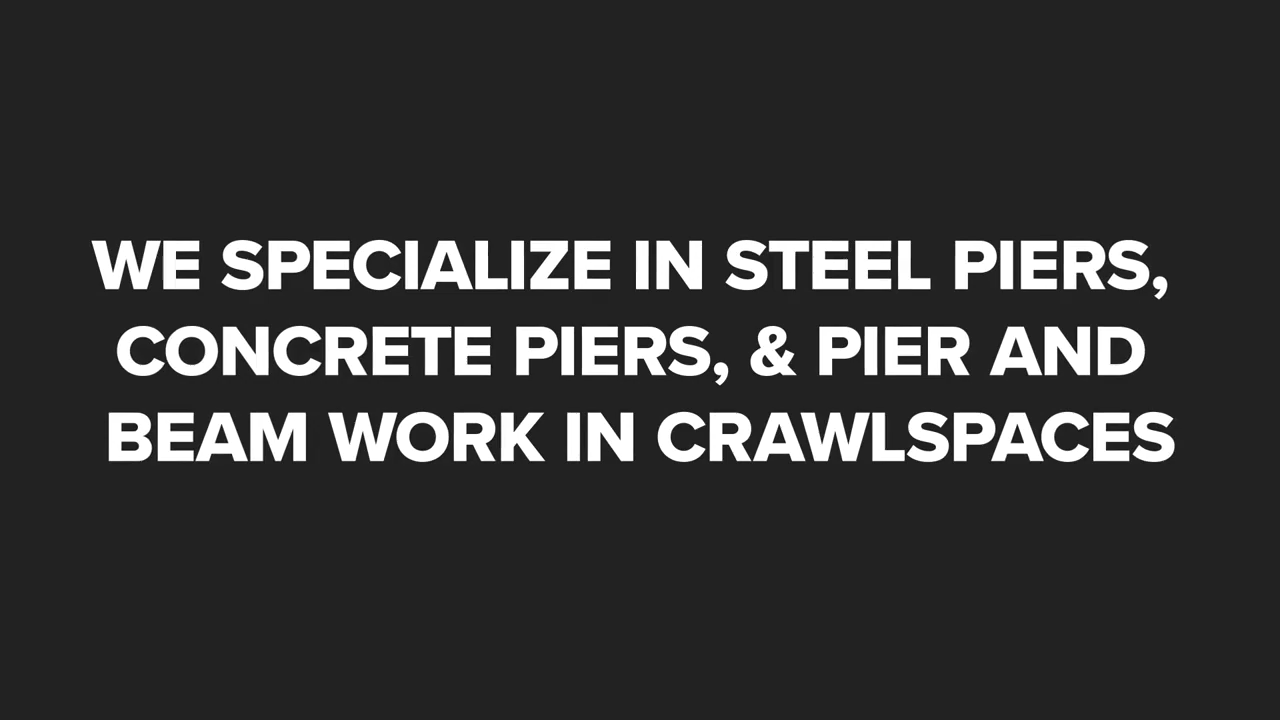 WE SPECIALIZE IN STEEL PIERS,
CONCRETE PIERS, & PIER AND
BEAM WORK IN CRAWLSPACES